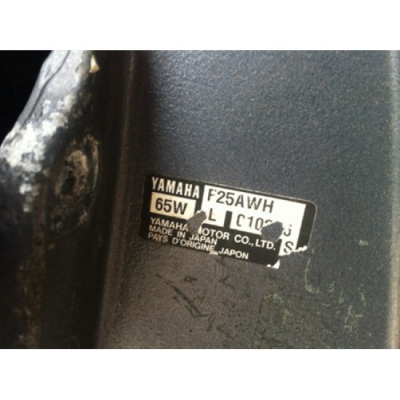 YAMAHA F25AWH
65W L
YAMAHA MOTOR CO., LTD.
MADE IN JAPAN S
PAYS D'ORIGINE JAPON